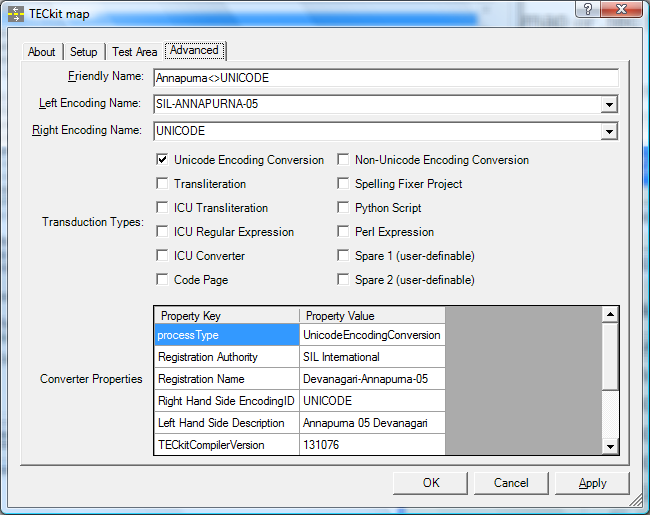 TECkit map
About Setup Test Area Advanced
Friendly Name: Annapurna<>UNICODE
Left Encoding Name: SIL-ANNAPURNA-05
Right Encoding Name: UNICODE
Unicode Encoding Conversion Non-Unicode Encoding Conversion
Transliteration Spelling Fixer Project
ICU Transliteration Python Script
Transduction Types:
ICU Regular Expression Perl Expression
ICU Converter Spare 1 (user-definable)
Code Page Spare 2 (user-definable)
Property Key Property Value
processType UnicodeEncodingConversion
Registration Authority SIL International
Converter Properties
Registration Name Devanagari-Annapurna-05
Right Hand Side EncodingID UNICODE
Left Hand Side Description Annapurna 05 Devanagari
TECkitCompilerVersion 131076
OK Cancel Apply